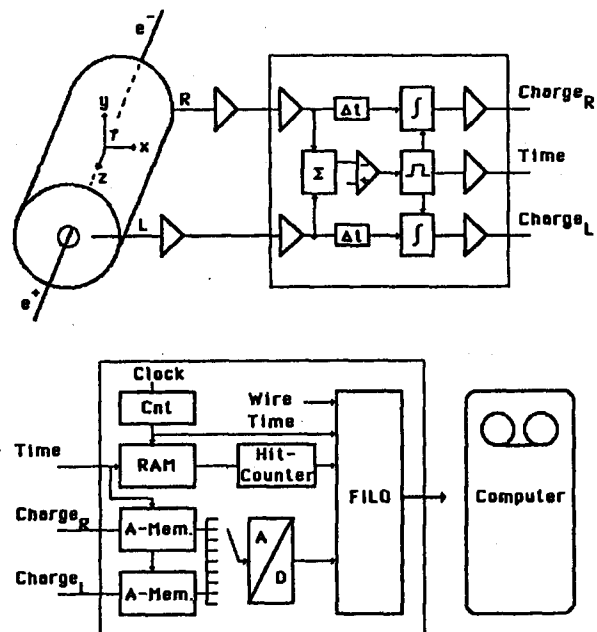 e⁻
y
r
x
z
R
L
e⁺
Δt
∫
Σ
−
+
Δt
∫
Charge_R
Time
Charge_L
Clock
Cnt
Wire
Time
Time
RAM
Hit-
Counter
FILO
Computer
Charge_R
A-Mem.
A
D
Charge_L
A-Mem.